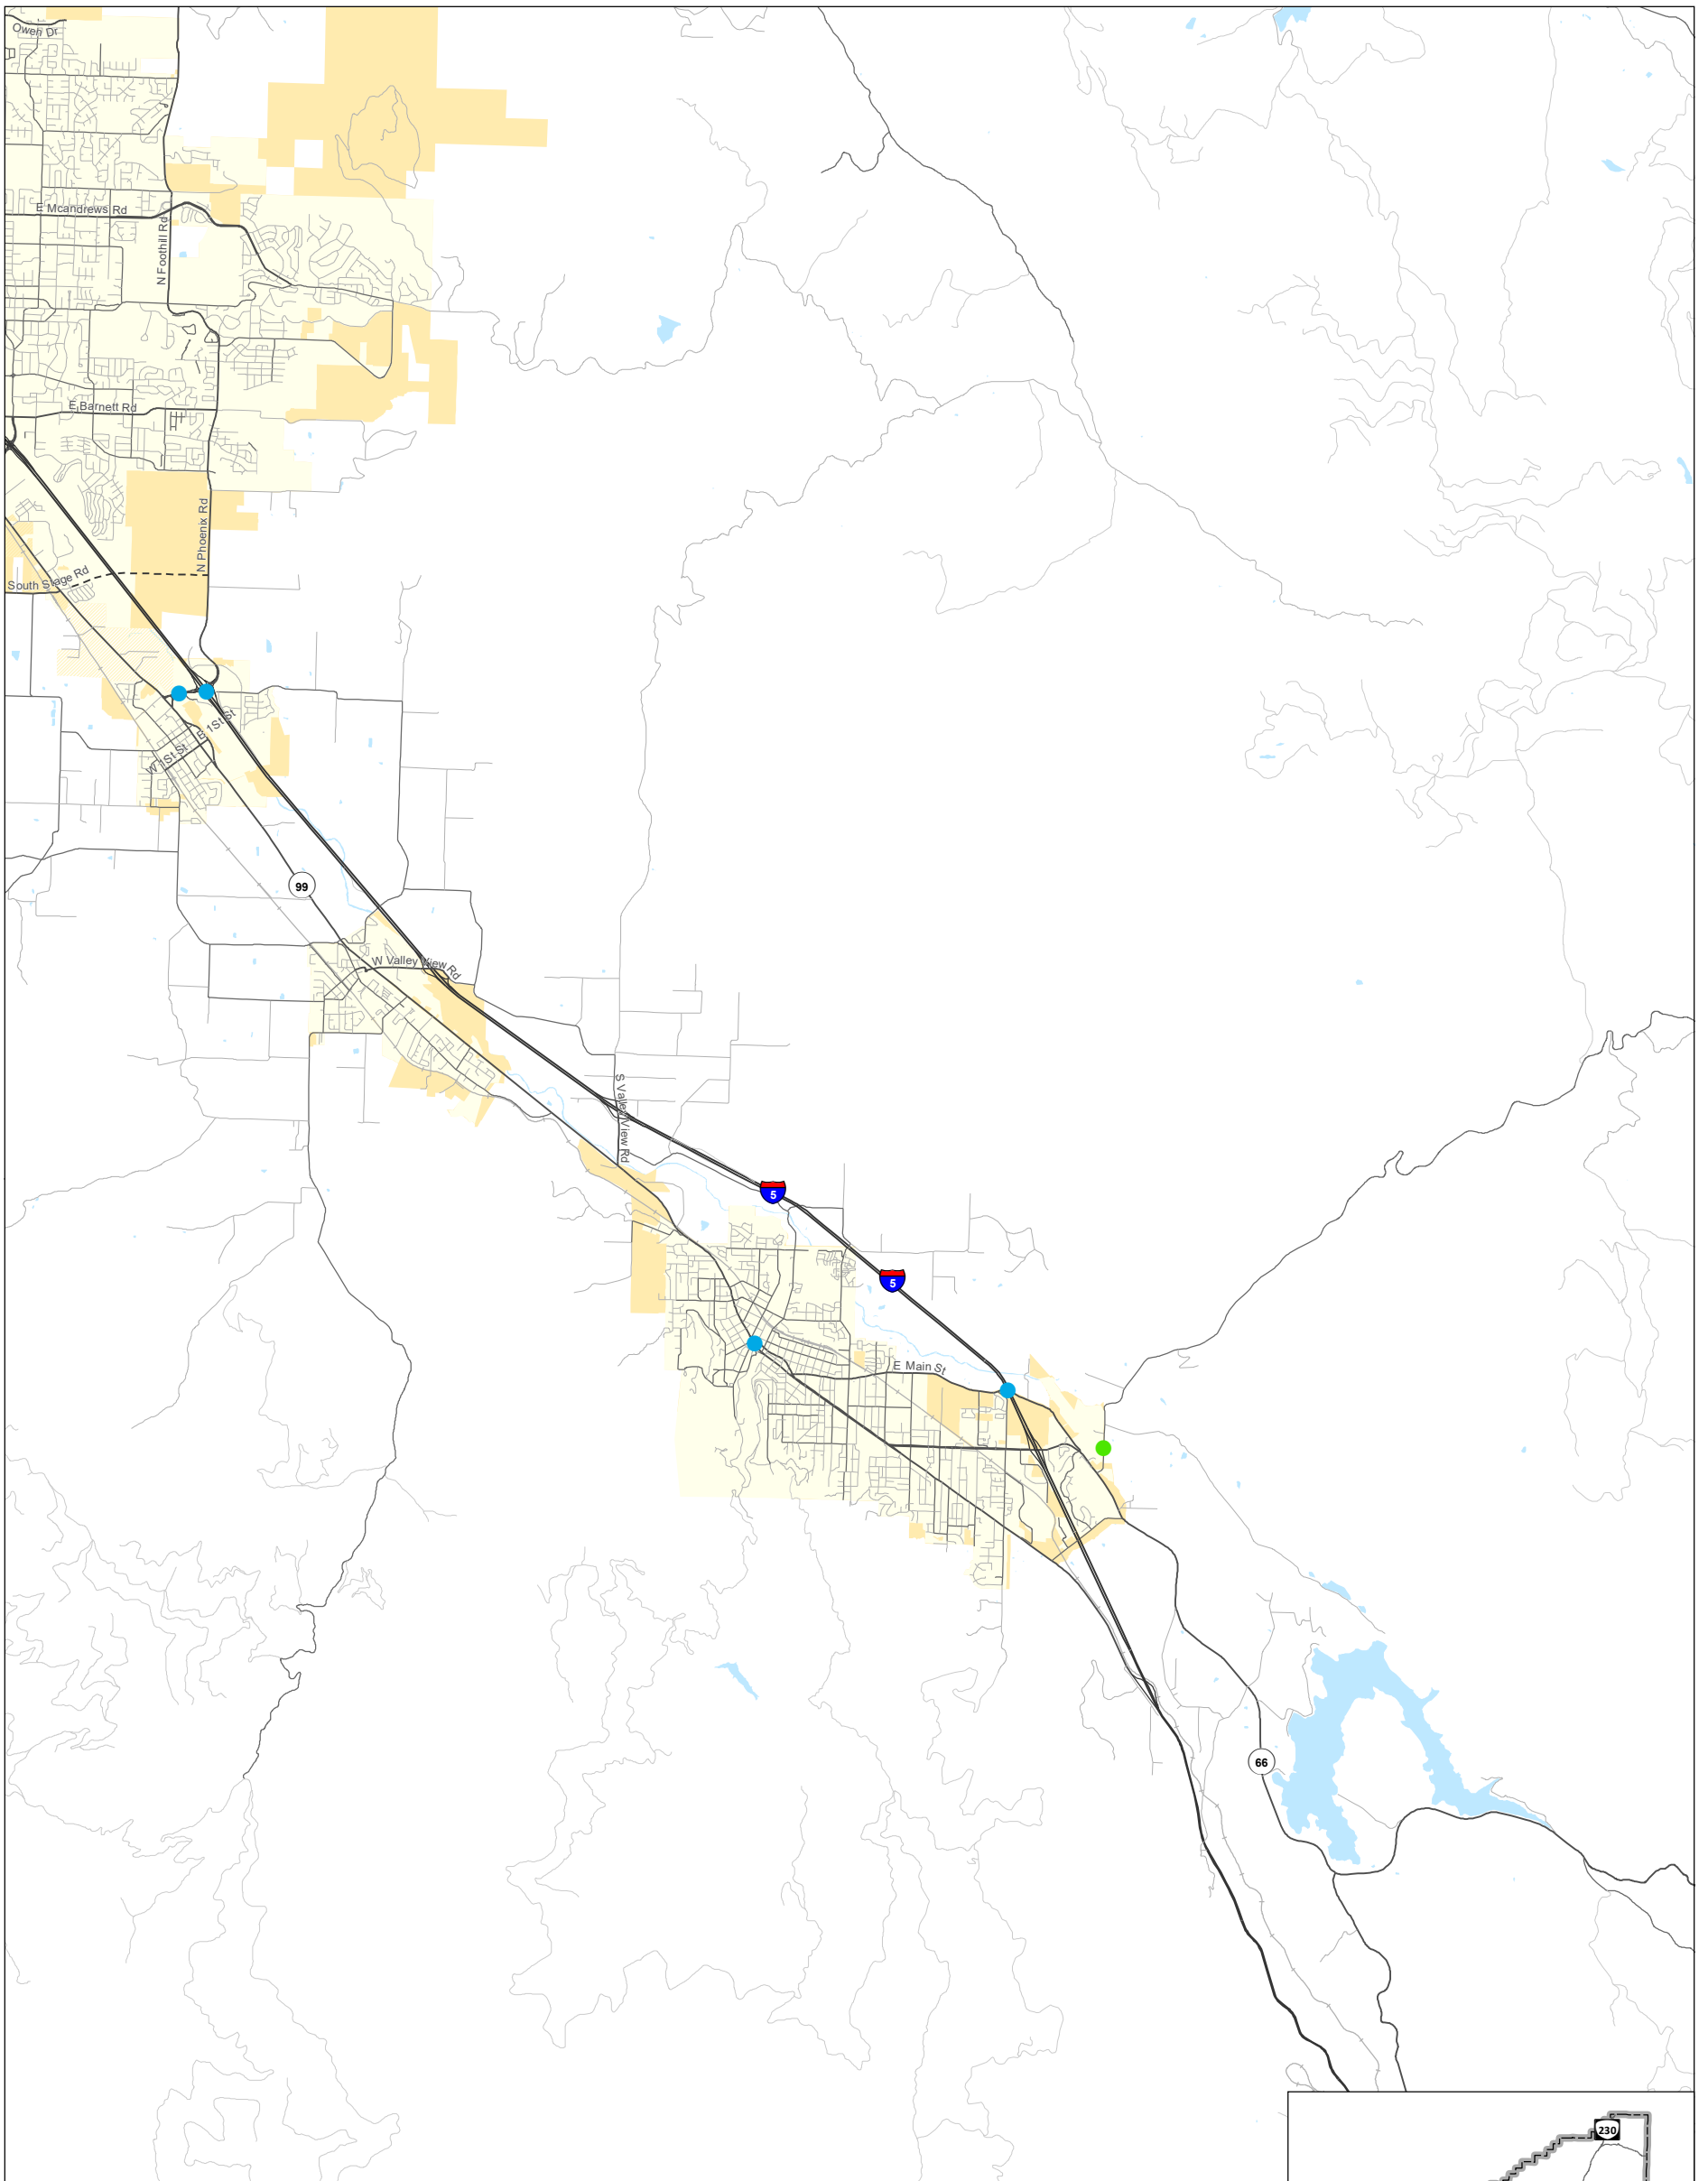 Owen Dr
E Mcandrews Rd
N Foothill Rd
E Barnett Rd
N Phoenix Rd
South Stage Rd
E 1St St
W 1St St
99
W Valley View Rd
S Valley View Rd
5
5
E Main St
66
230